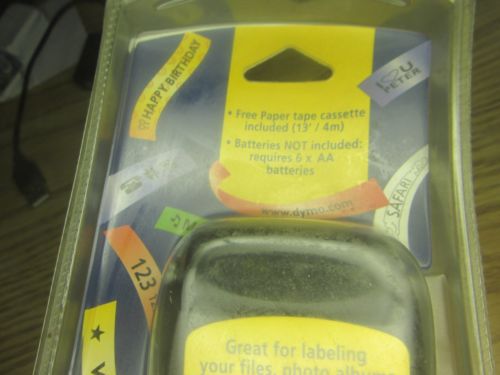 HAPPY BIRTHDAY
I U
PETER
• Free Paper tape cassette
included (13' / 4m)
• Batteries NOT included:
requires 6 x AA
batteries
www.dymo.com
SAFARI
123
Great for labeling
your files, photo albums